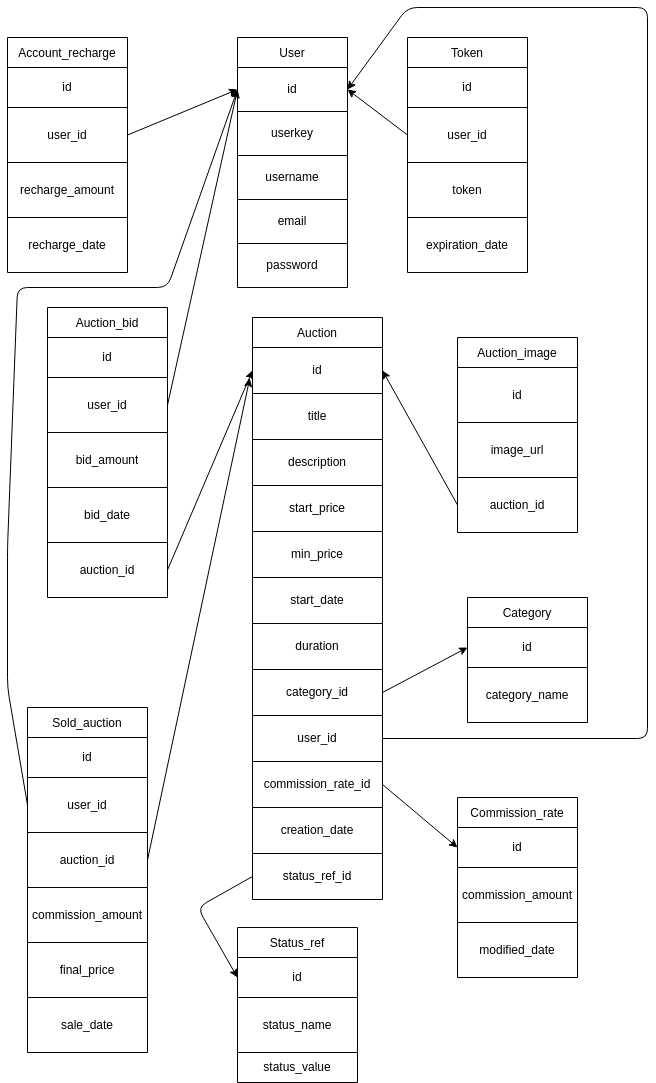 Account_recharge
id
user_id
recharge_amount
recharge_date
User
id
userkey
username
email
password
Token
id
user_id
token
expiration_date
Auction_bid
id
user_id
bid_amount
bid_date
auction_id
Auction
id
title
description
start_price
min_price
start_date
duration
category_id
user_id
commission_rate_id
creation_date
status_ref_id
Auction_image
id
image_url
auction_id
Category
id
category_name
Sold_auction
id
user_id
auction_id
commission_amount
final_price
sale_date
Commission_rate
id
commission_amount
modified_date
Status_ref
id
status_name
status_value